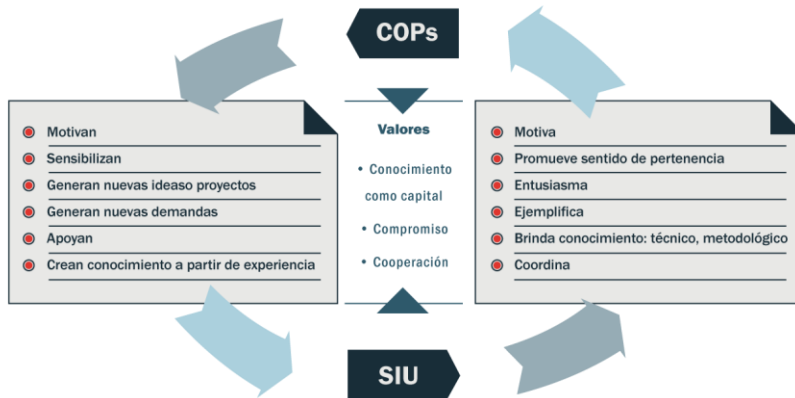 COPs
Motivan
Sensibilizan
Generan nuevas ideaso proyectos
Generan nuevas demandas
Apoyan
Crean conocimiento a partir de experiencia
Valores
• Conocimiento
como capital
• Compromiso
• Cooperación
Motiva
Promueve sentido de pertenencia
Entusiasma
Ejemplifica
Brinda conocimiento: técnico, metodológico
Coordina
SIU